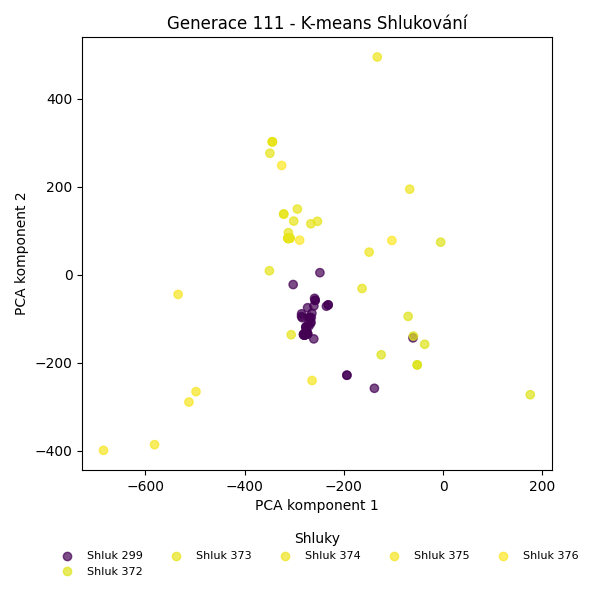 Generace 111 - K-means Shlukování
400
200
0
−200
−400
PCA komponent 2
−600
−400
−200
0
200
PCA komponent 1
Shluky
Shluk 299
Shluk 373
Shluk 374
Shluk 375
Shluk 376
Shluk 372